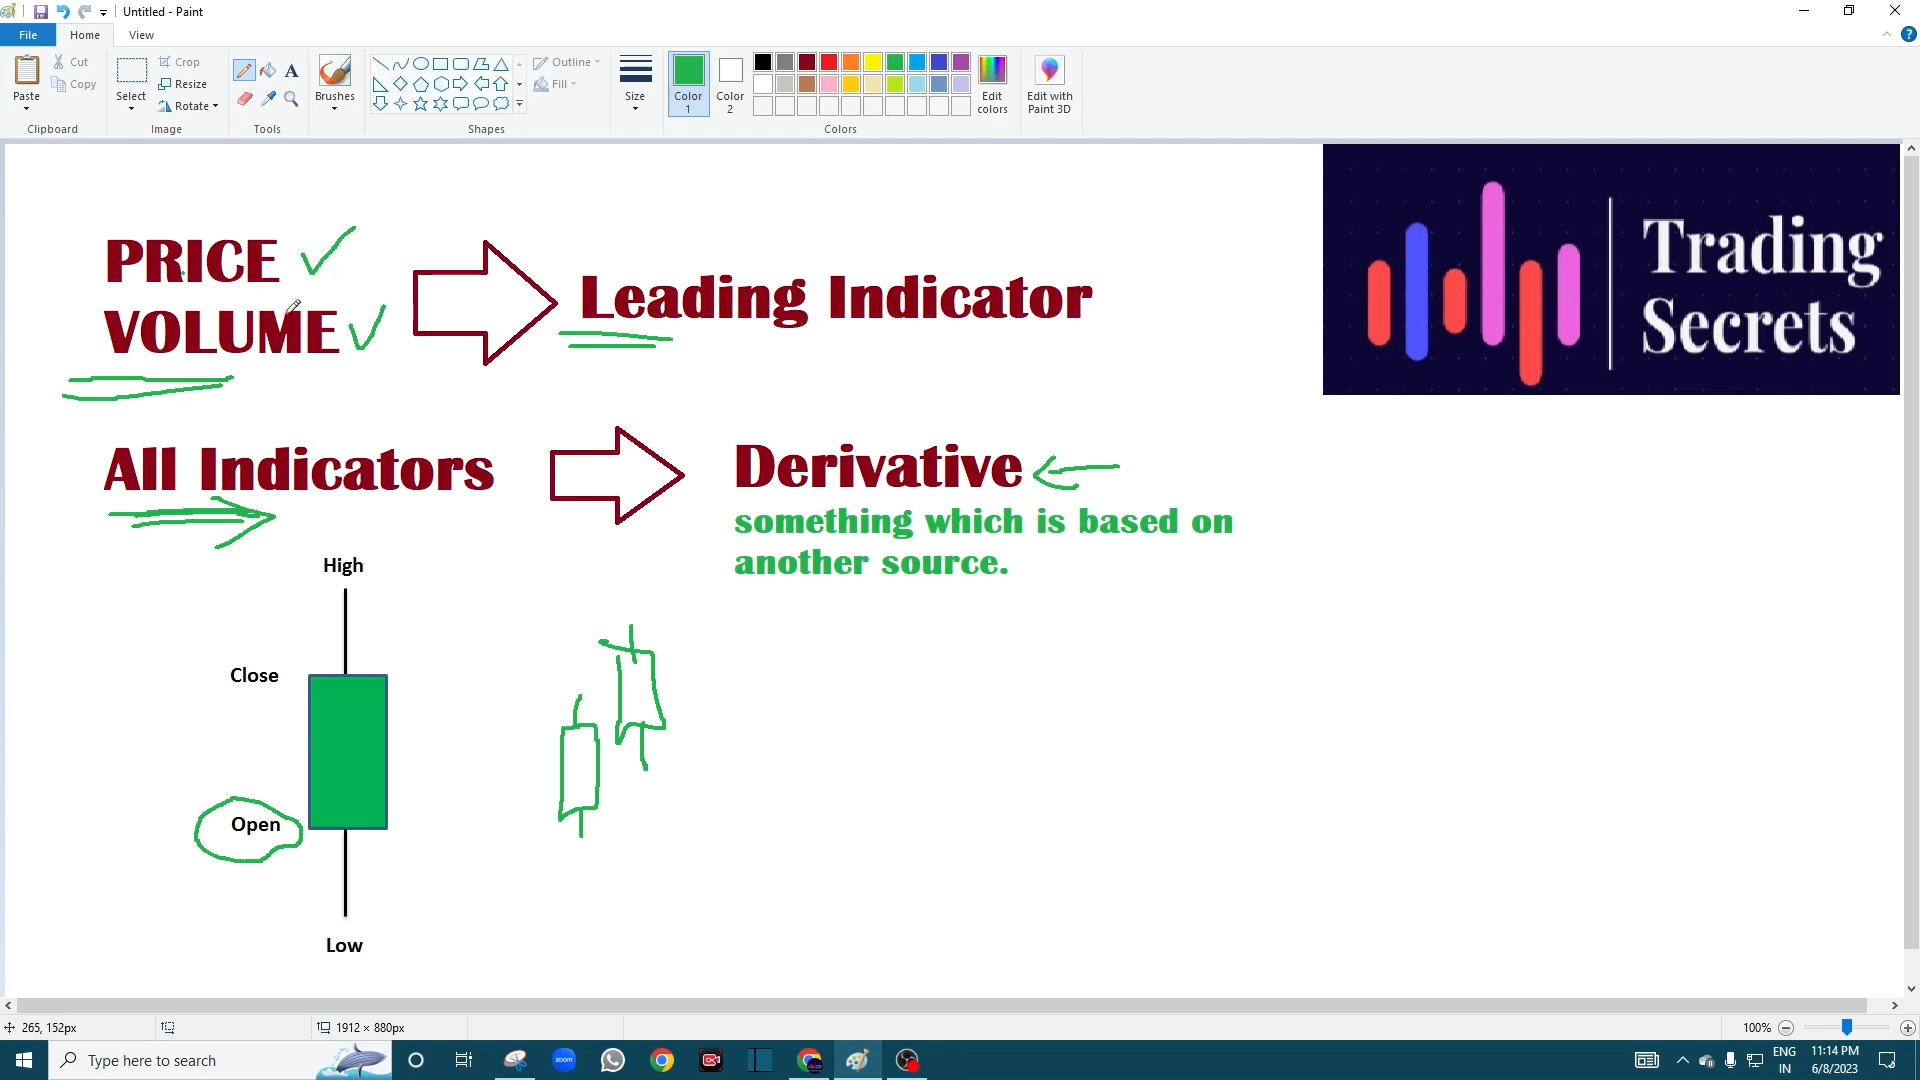 Untitled - Paint
File Home View
Paste
Cut
Copy
Clipboard
Select
Crop
Resize
Rotate
Image
Tools
Brushes
Shapes
Outline
Fill
Size
Color 1
Color 2
Colors
Edit colors
Edit with Paint 3D
PRICE
VOLUME
Leading Indicator
Trading
Secrets
All Indicators
Derivative
something which is based on
another source.
High
Close
Open
Low
265, 152px
1912 × 880px
100%
Type here to search
zoom
ENG
IN
11:14 PM
6/8/2023